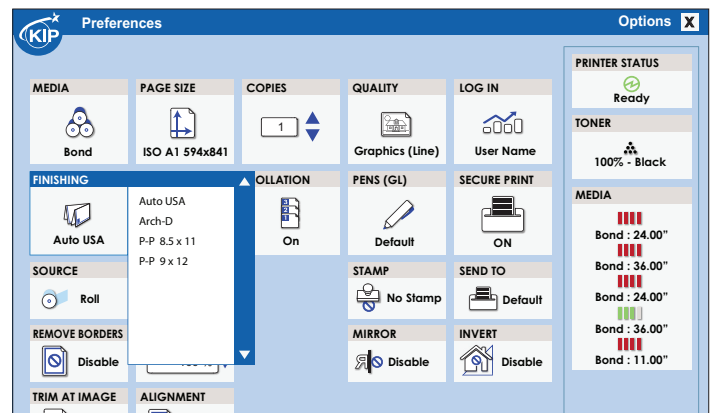 KIP
Preferences
Options X
MEDIA
Bond
PAGE SIZE
ISO A1 594x841
COPIES
1
QUALITY
Graphics (Line)
LOG IN
User Name
FINISHING
Auto USA
Auto USA
Arch-D
P-P 8.5 x 11
P-P 9 x 12
OLLATION
3
2
1
On
PENS (GL)
Default
SECURE PRINT
ON
SOURCE
Roll
STAMP
No Stamp
SEND TO
Default
REMOVE BORDERS
Disable
MIRROR
Disable
INVERT
Disable
TRIM AT IMAGE
ALIGNMENT
PRINTER STATUS
Ready
TONER
100% - Black
MEDIA
Bond : 24.00”
Bond : 36.00”
Bond : 24.00”
Bond : 36.00”
Bond : 11.00”